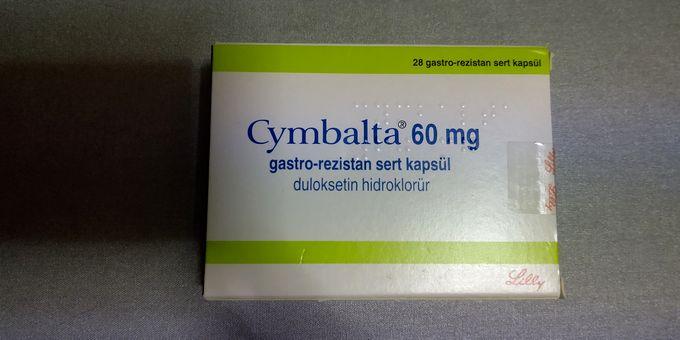 28 gastro-rezistan sert kapsül
Cymbalta® 60 mg
gastro-rezistan sert kapsül
duloksetin hidroklorür
Lilly